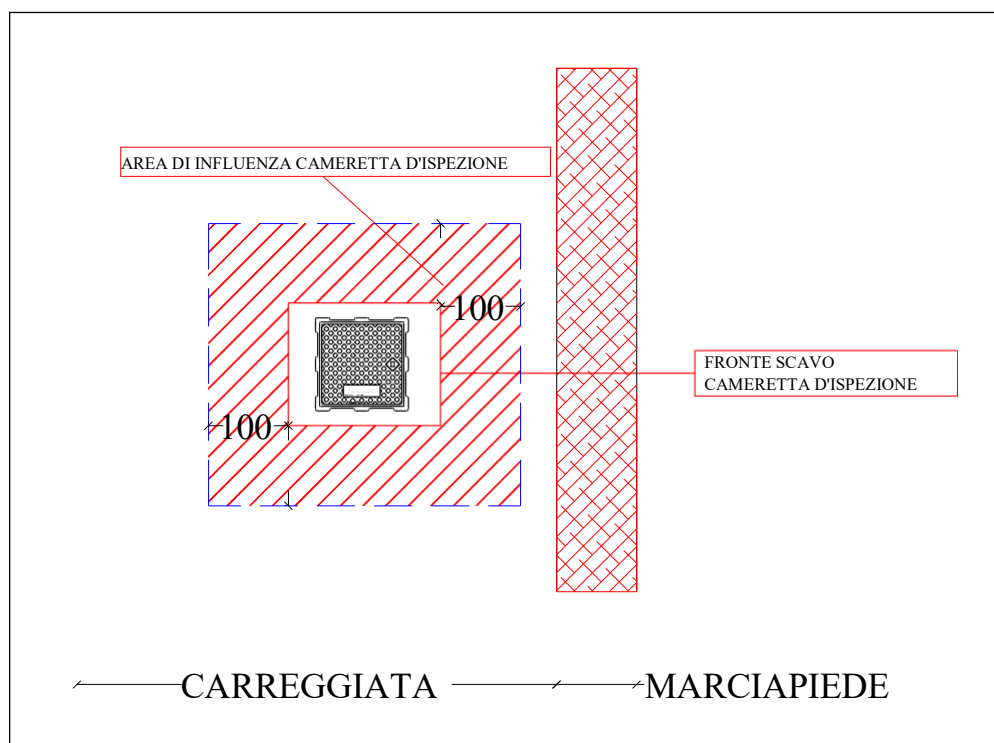 AREA DI INFLUENZA CAMERETTA D'ISPEZIONE
100
FRONTE SCAVO
CAMERETTA D'ISPEZIONE
100
CARREGGIATA
MARCIAPIEDE